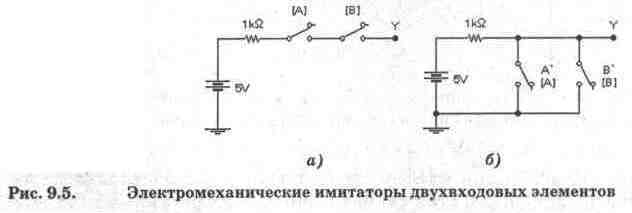 [A] [B]
1kΩ Y
5V
1kΩ Y
5V A' B'
[A] [B]
а) б)
Рис. 9.5. Электромеханические имитаторы двухвходовых элементов